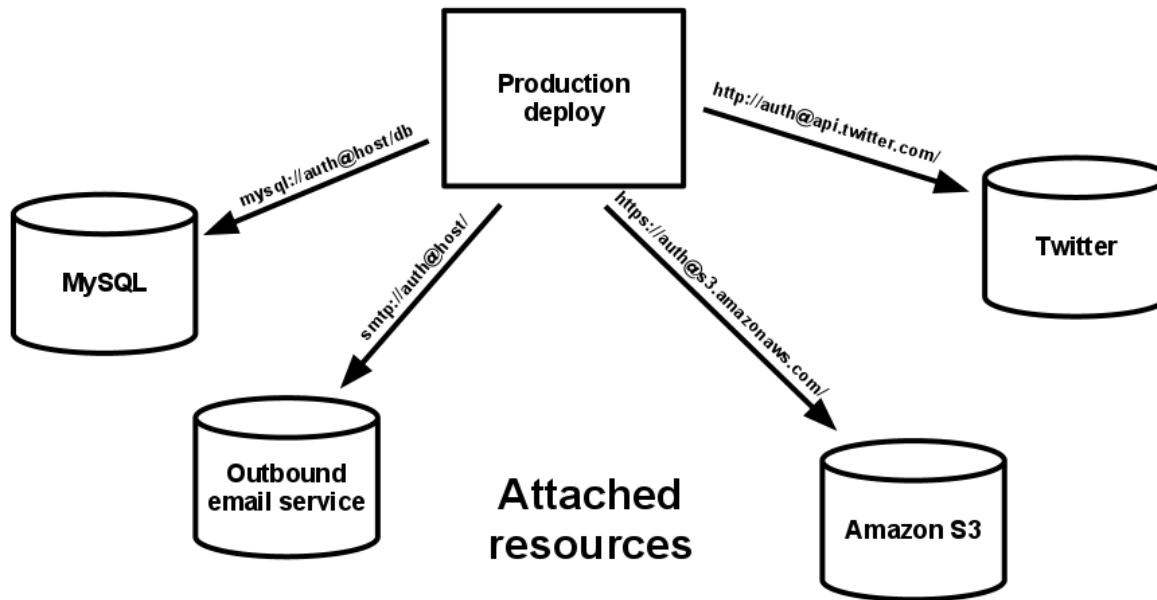 Production
deploy
mysql://auth@host/db
http://auth@api.twitter.com/
smtp://auth@host/
https://auth@s3.amazonaws.com/
MySQL
Twitter
Outbound
email service
Attached
resources
Amazon S3